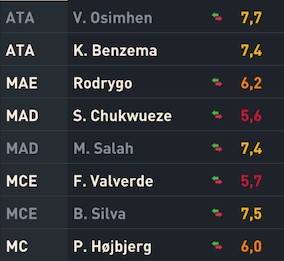 ATA V. Osimhen 7,7
ATA K. Benzema 7,4
MAE Rodrygo 6,2
MAD S. Chukwueze 5,6
MAD M. Salah 7,4
MCE F. Valverde 5,7
MCE B. Silva 7,5
MC P. Højbjerg 6,0